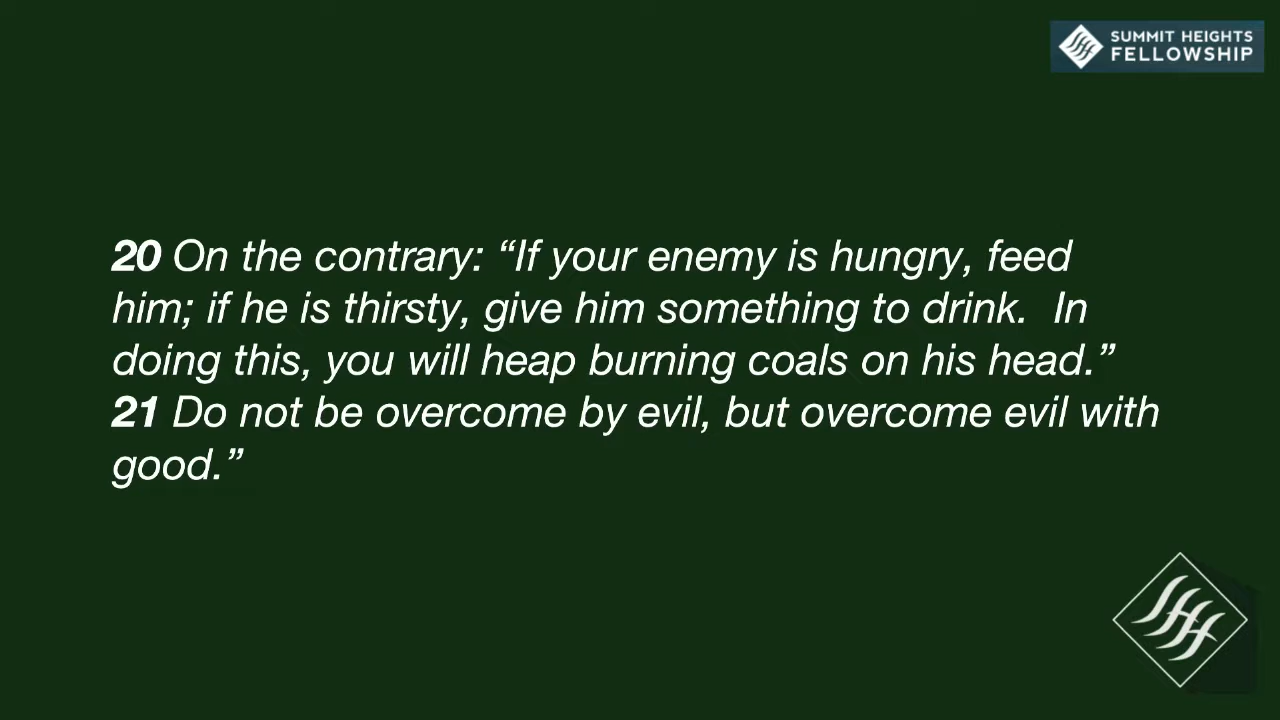 SUMMIT HEIGHTS
FELLOWSHIP
20 On the contrary: “If your enemy is hungry, feed
him; if he is thirsty, give him something to drink.  In
doing this, you will heap burning coals on his head.”
21 Do not be overcome by evil, but overcome evil with
good.”